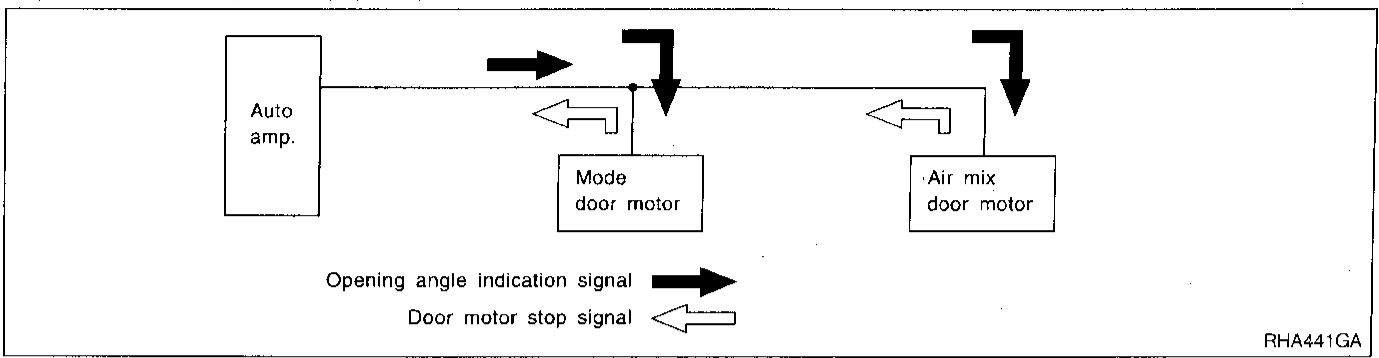 Auto
amp.
Mode
door motor
Air mix
door motor
Opening angle indication signal
Door motor stop signal
RHA441GA